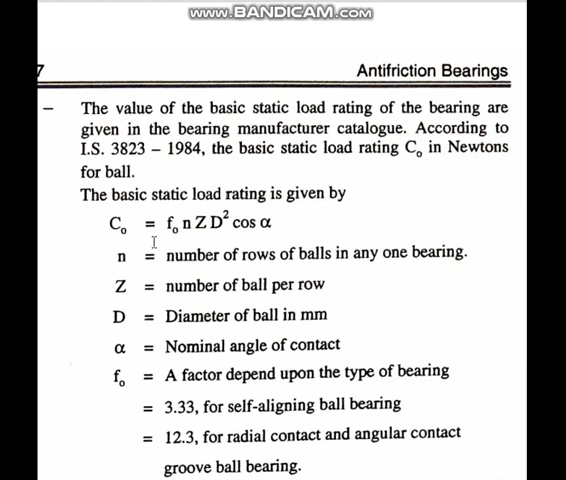 www.BANDICAM.com
7 Antifriction Bearings
– The value of the basic static load rating of the bearing are
given in the bearing manufacturer catalogue. According to
I.S. 3823 – 1984, the basic static load rating Cₒ in Newtons
for ball.
The basic static load rating is given by
Cₒ = fₒ n Z D² cos α
n = number of rows of balls in any one bearing.
Z = number of ball per row
D = Diameter of ball in mm
α = Nominal angle of contact
fₒ = A factor depend upon the type of bearing
= 3.33, for self-aligning ball bearing
= 12.3, for radial contact and angular contact
groove ball bearing.